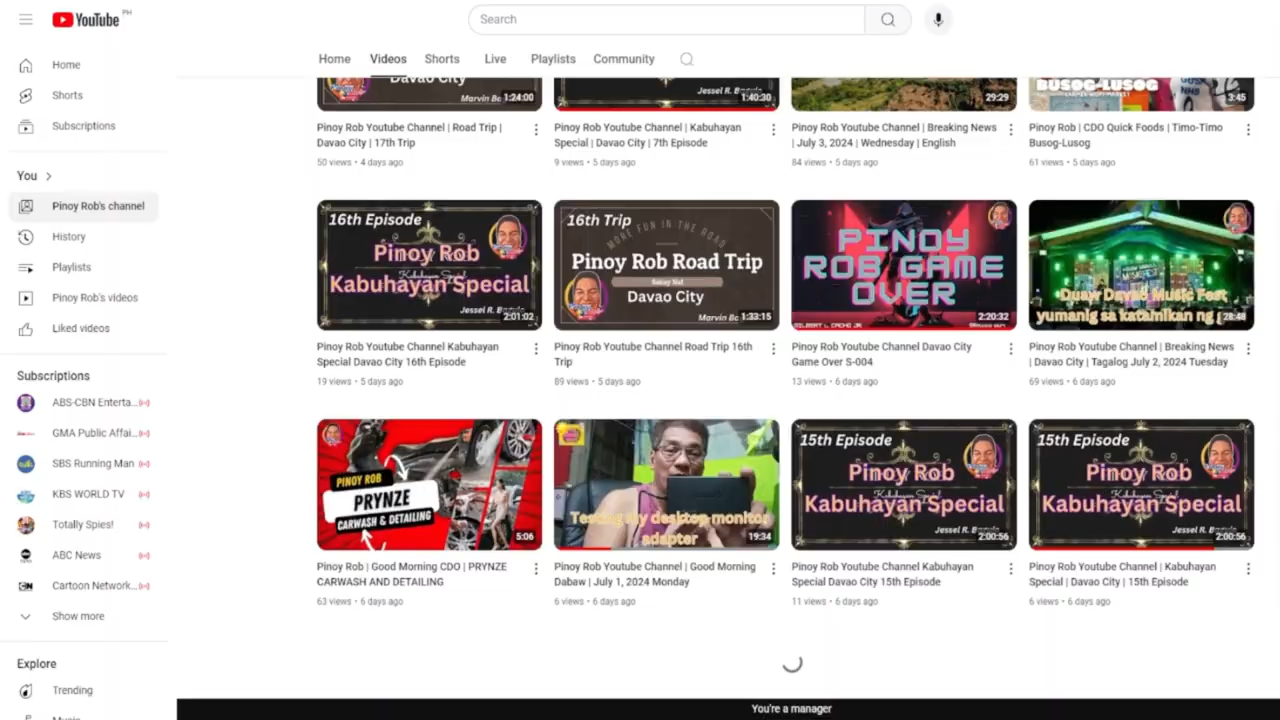 YouTube PH
Search
Home
Videos
Shorts
Live
Playlists
Community
Home
Shorts
Subscriptions
You
Pinoy Rob's channel
History
Playlists
Pinoy Rob's videos
Liked videos
Subscriptions
ABS-CBN Enterta...
GMA Public Affai...
SBS Running Man
KBS WORLD TV
Totally Spies!
ABC News
Cartoon Network...
Show more
Explore
Trending
Music
Davao City
Marvin Bc
1:24:00
Pinoy Rob Youtube Channel | Road Trip |
Davao City | 17th Trip
50 views • 4 days ago
Jessel R. B
1:40:30
Pinoy Rob Youtube Channel | Kabuhayan
Special | Davao City | 7th Episode
9 views • 5 days ago
29:29
Pinoy Rob Youtube Channel | Breaking News
| July 3, 2024 | Wednesday | English
84 views • 5 days ago
BUSOG-LUSOG
3:45
Pinoy Rob | CDO Quick Foods | Timo-Timo
Busog-Lusog
61 views • 5 days ago
16th Episode
Pinoy Rob
Kabuhayan Special
Jessel R. B
2:01:02
Pinoy Rob Youtube Channel Kabuhayan
Special Davao City 16th Episode
19 views • 5 days ago
16th Trip
MORE FUN IN THE ROAD
Pinoy Rob Road Trip
Davao City
Marvin Bc
1:33:15
Pinoy Rob Youtube Channel Road Trip 16th
Trip
89 views • 5 days ago
PINOY
ROB GAME
OVER
GILBERT L. CACHO JR
2:20:32
Pinoy Rob Youtube Channel Davao City
Game Over S-004
13 views • 6 days ago
Duaw Davao Music Fest
yumanig sa katamikan ng
28:48
Pinoy Rob Youtube Channel | Breaking News
| Davao City | Tagalog July 2, 2024 Tuesday
69 views • 6 days ago
PINOY ROB
PRYNZE
CARWASH & DETAILING
5:06
Pinoy Rob | Good Morning CDO | PRYNZE
CARWASH AND DETAILING
63 views • 6 days ago
Testing my desktop monitor
adapter
19:34
Pinoy Rob Youtube Channel | Good Morning
Dabaw | July 1, 2024 Monday
6 views • 6 days ago
15th Episode
Pinoy Rob
Kabuhayan Special
Jessel R. B
2:00:56
Pinoy Rob Youtube Channel Kabuhayan
Special Davao City 15th Episode
11 views • 6 days ago
15th Episode
Pinoy Rob
Kabuhayan Special
Jessel R. B
2:00:56
Pinoy Rob Youtube Channel | Kabuhayan
Special | Davao City | 15th Episode
6 views • 6 days ago
You're a manager